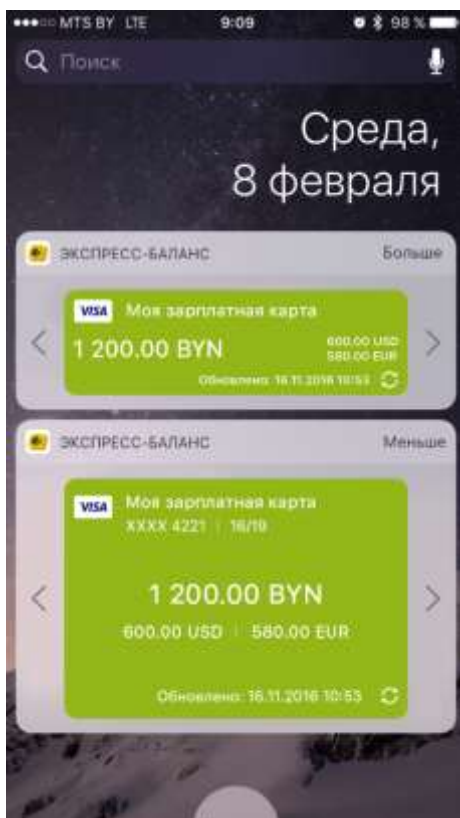 MTS BY LTE 9:09 98 %
Поиск
Среда,
8 февраля
ЭКСПРЕСС-БАЛАНС Больше
VISA Моя зарплатная карта
1 200.00 BYN
600.00 USD
580.00 EUR
Обновлено: 16.11.2016 10:53
ЭКСПРЕСС-БАЛАНС Меньше
VISA Моя зарплатная карта
XXXX 4221 | 16/19
1 200.00 BYN
600.00 USD | 580.00 EUR
Обновлено: 16.11.2016 10:53